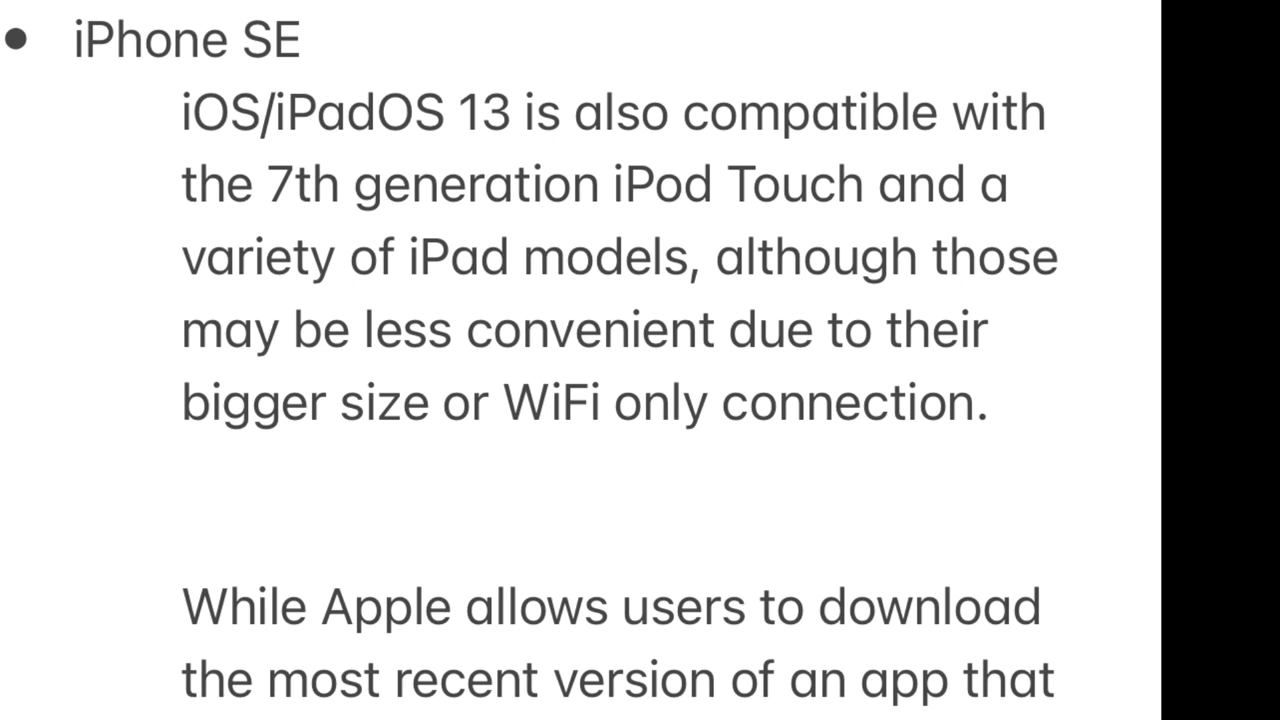 • iPhone SE
iOS/iPadOS 13 is also compatible with
the 7th generation iPod Touch and a
variety of iPad models, although those
may be less convenient due to their
bigger size or WiFi only connection.
While Apple allows users to download
the most recent version of an app that